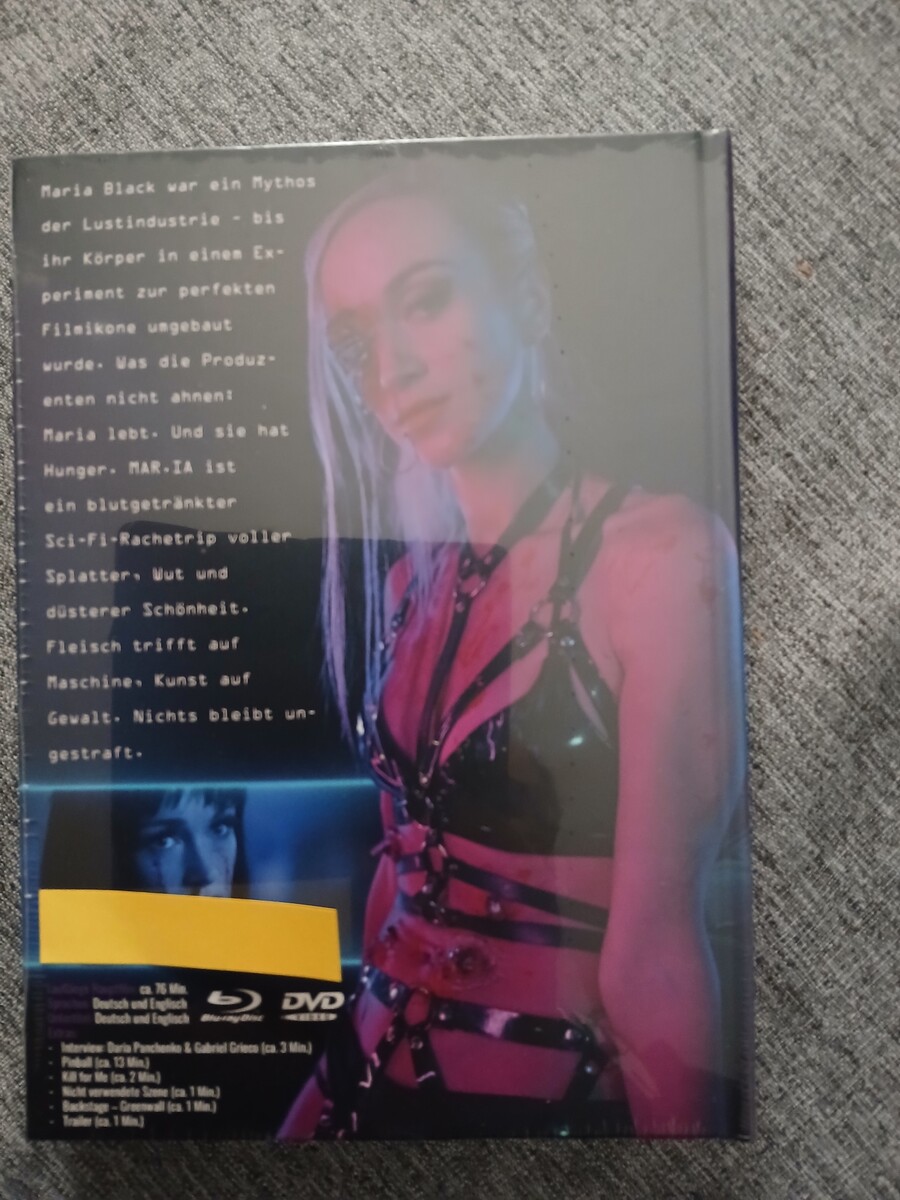 Maria Black war ein Mythos
der Lustindustrie - bis
ihr Körper in einem Ex-
periment zur perfekten
Filmikone umgebaut
wurde. Was die Produz-
enten nicht ahnen:
Maria lebt. Und sie hat
Hunger. MAR.IA ist
ein blutgetränkter
Sci-Fi-Rachetrip voller
Splatter, Wut und
düsterer Schönheit.
Fleisch trifft auf
Maschine, Kunst auf
Gewalt. Nichts bleibt un-
gestraft.
ca. 76 Min.
Deutsch und Englisch
Deutsch und Englisch
Blu-ray Disc
DVD
VIDEO
· Interview: Daria Panchenko & Gabriel Grieco (ca. 3 Min.)
· Pinball (ca. 13 Min.)
· Kill for Me (ca. 2 Min.)
· Nicht verwendete Szene (ca. 1 Min.)
· Backstage – Greenwall (ca. 1 Min.)
· Trailer (ca. 1 Min.)